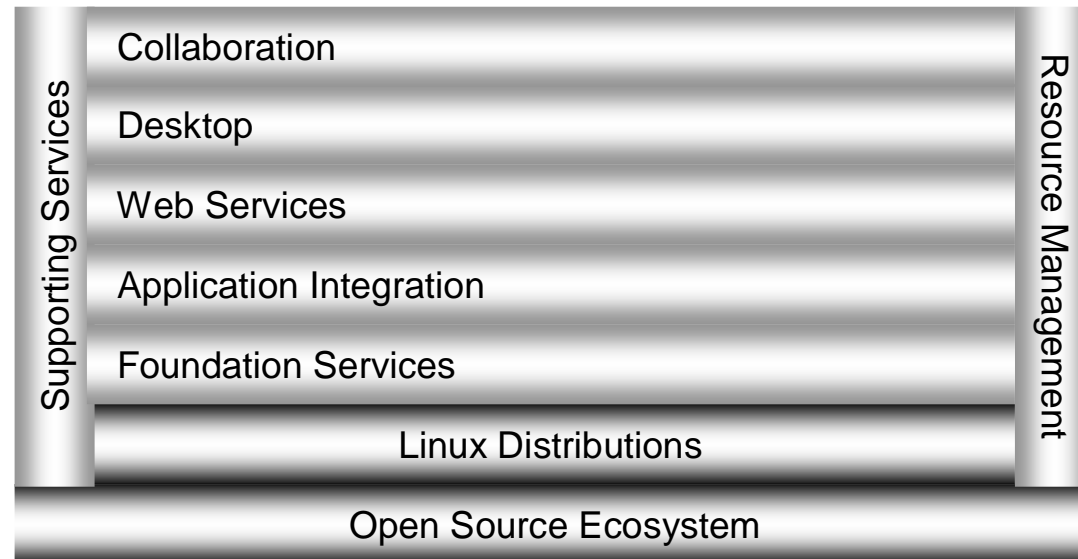 Supporting Services
Collaboration
Desktop
Web Services
Application Integration
Foundation Services
Linux Distributions
Resource Management
Open Source Ecosystem